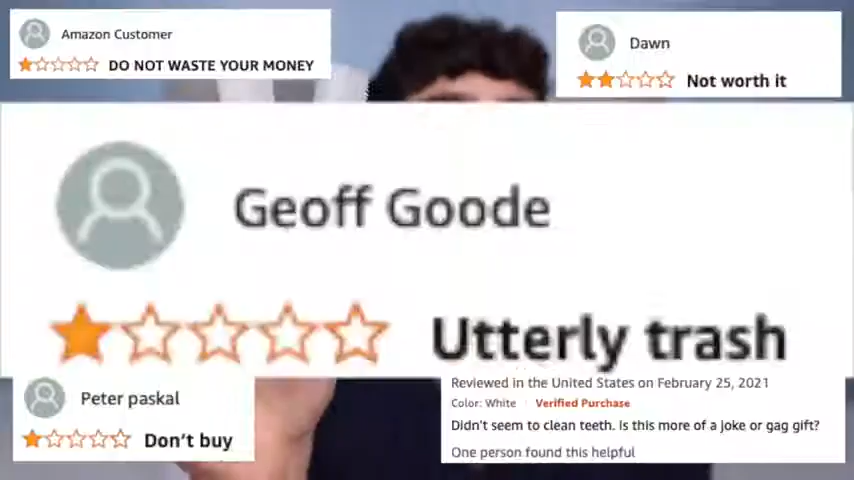 Amazon Customer
DO NOT WASTE YOUR MONEY
Dawn
Not worth it
Geoff Goode
Utterly trash
Peter paskal
Don't buy
Reviewed in the United States on February 25, 2021
Color: White Verified Purchase
Didn't seem to clean teeth. Is this more of a joke or gag gift?
One person found this helpful